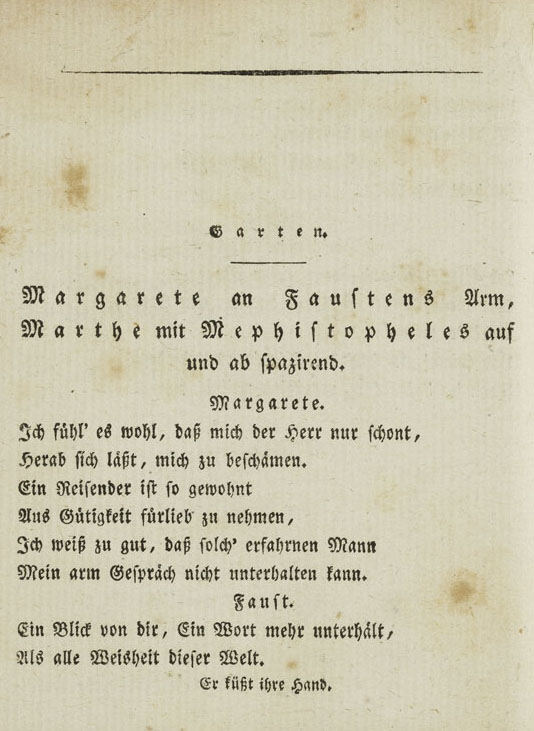 Garten.
Margarete an Faustens Arm,
Marthe mit Mephistopheles auf
und ab spazirend.
Margarete.
Ich fühl' es wohl, daß mich der Herr nur schont,
Herab sich läßt, mich zu beschämen.
Ein Reisender ist so gewohnt
Aus Gütigkeit fürlieb zu nehmen,
Ich weiß zu gut, daß solch' erfahrnen Mann
Mein arm Gespräch nicht unterhalten kann.
Faust.
Ein Blick von dir, Ein Wort mehr unterhält,
Als alle Weisheit dieser Welt.
Er küßt ihre Hand.